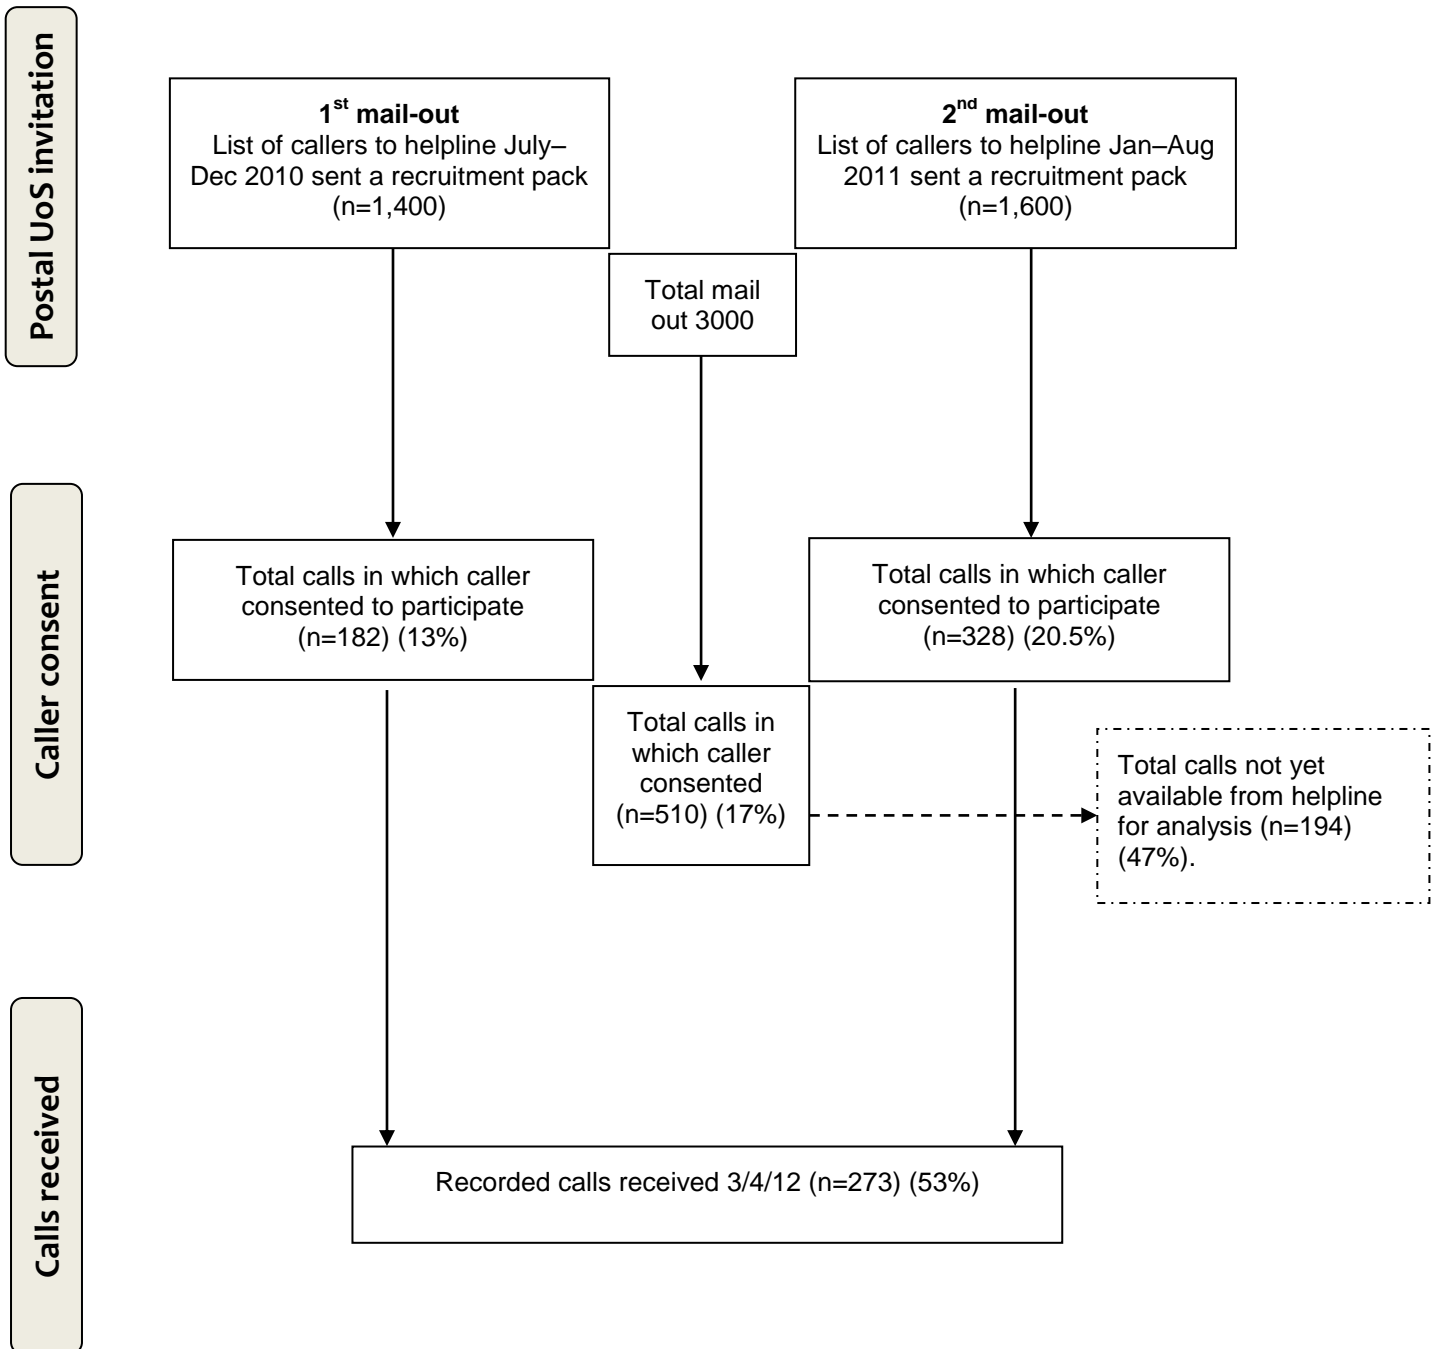 Postal UoS invitation
1st mail-out
List of callers to helpline July–
Dec 2010 sent a recruitment pack
(n=1,400)
2nd mail-out
List of callers to helpline Jan–Aug
2011 sent a recruitment pack
(n=1,600)
Total mail
out 3000
Caller consent
Total calls in which caller
consented to participate
(n=182) (13%)
Total calls in which caller
consented to participate
(n=328) (20.5%)
Total calls in
which caller
consented
(n=510) (17%)
Total calls not yet
available from helpline
for analysis (n=194)
(47%).
Calls received
Recorded calls received 3/4/12 (n=273) (53%)